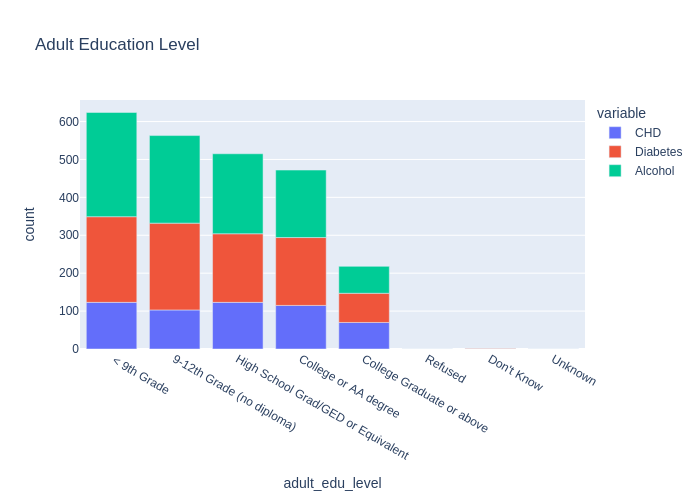 Adult Education Level
variable
CHD
Diabetes
Alcohol
count
600
500
400
300
200
100
0
< 9th Grade
9-12th Grade (no diploma)
High School Grad/GED or Equivalent
College or AA degree
College Graduate or above
Refused
Don't Know
Unknown
adult_edu_level